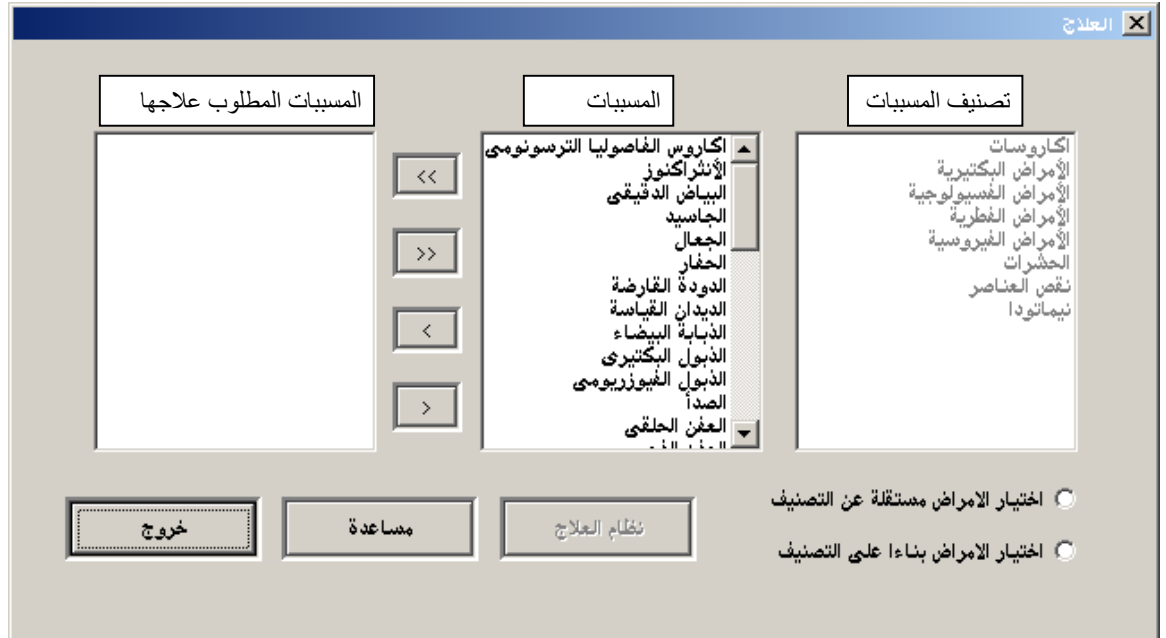 العلاج
تصنيف المسببات
اكاروسات
الأمراض البكتيرية
الأمراض الفسيولوجية
الأمراض الفطرية
الأمراض الفيروسية
الحشرات
نقص العناصر
نيماتودا
المسببات
اكاروس الفاصوليا الترسونومى
الأنثراكنوز
البياض الدقيقى
الجاسيد
الجعال
الحفار
الدودة القارضة
الديدان القياسة
الذبابة البيضاء
الذبول البكتيرى
الذبول الفيوزريومى
الصدأ
العفن الحلقى
<<
>>
<
>
المسببات المطلوب علاجها
اختيار الامراض مستقلة عن التصنيف
اختيار الامراض بناءا على التصنيف
نظام العلاج
مساعدة
خروج